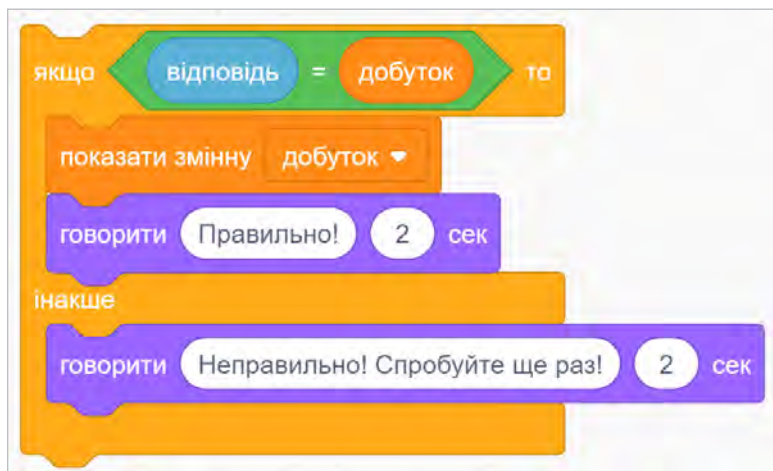 якщо відповідь = добуток то
показати змінну добуток
говорити Правильно! 2 сек
інакше
говорити Неправильно! Спробуйте ще раз! 2 сек